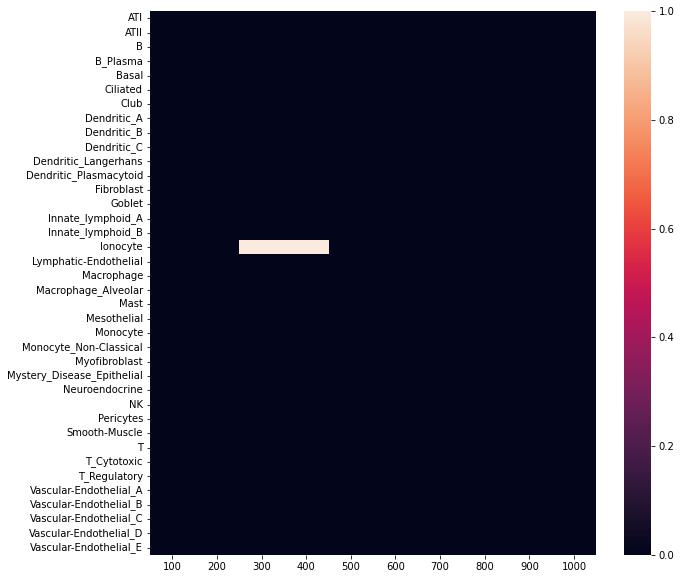 ATI
ATII
B
B_Plasma
Basal
Ciliated
Club
Dendritic_A
Dendritic_B
Dendritic_C
Dendritic_Langerhans
Dendritic_Plasmacytoid
Fibroblast
Goblet
Innate_lymphoid_A
Innate_lymphoid_B
Ionocyte
Lymphatic-Endothelial
Macrophage
Macrophage_Alveolar
Mast
Mesothelial
Monocyte
Monocyte_Non-Classical
Myofibroblast
Mystery_Disease_Epithelial
Neuroendocrine
NK
Pericytes
Smooth-Muscle
T
T_Cytotoxic
T_Regulatory
Vascular-Endothelial_A
Vascular-Endothelial_B
Vascular-Endothelial_C
Vascular-Endothelial_D
Vascular-Endothelial_E
100 200 300 400 500 600 700 800 900 1000
1.0
0.8
0.6
0.4
0.2
0.0